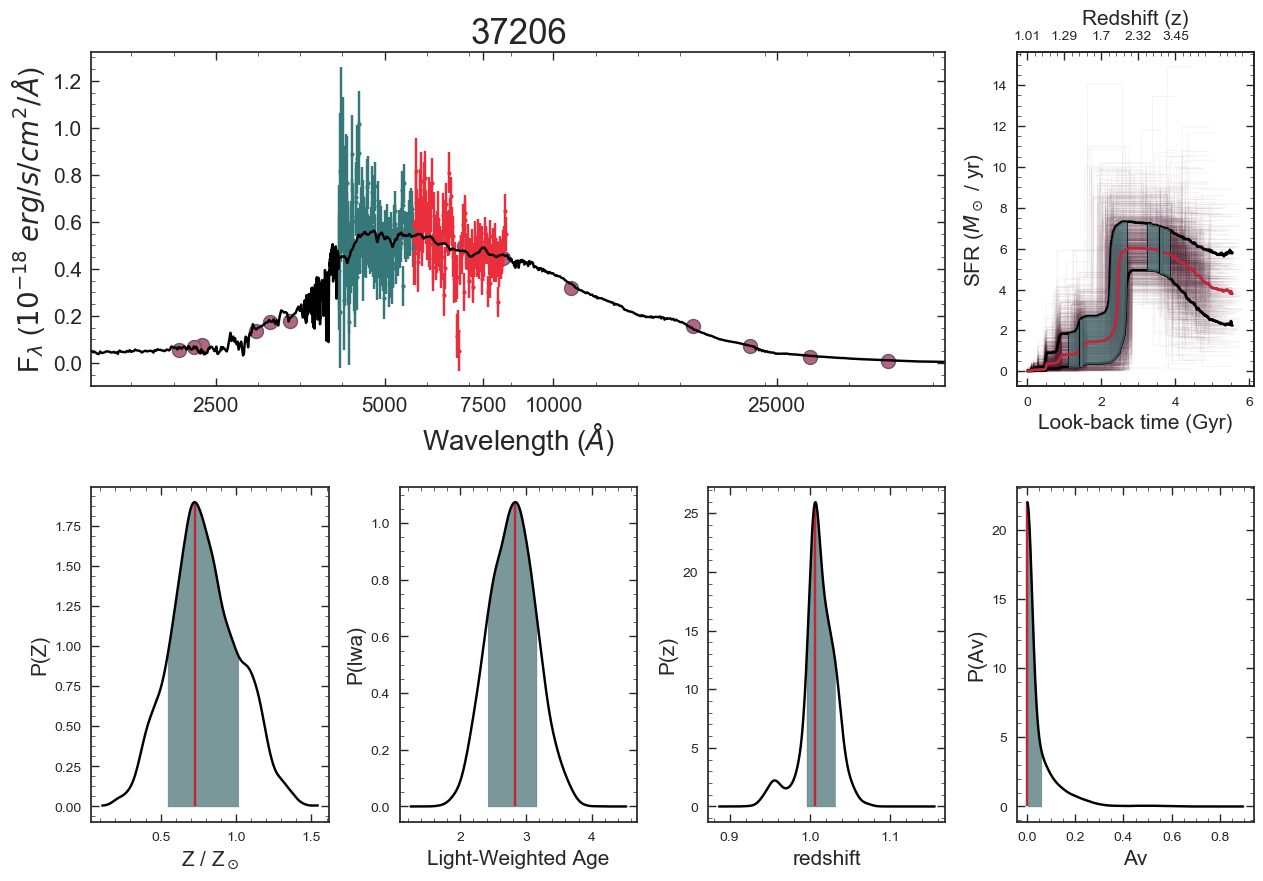 37206
F_λ (10^−18 erg/s/cm^2/Å)
1.2
1.0
0.8
0.6
0.4
0.2
0.0
2500 5000 7500 10000 25000
Wavelength (Å)
Redshift (z)
1.01 1.29 1.7 2.32 3.45
SFR (M_⊙ / yr)
14
12
10
8
6
4
2
0
0 2 4 6
Look-back time (Gyr)
P(Z)
1.75
1.50
1.25
1.00
0.75
0.50
0.25
0.00
0.5 1.0 1.5
Z / Z_⊙
P(lwa)
1.0
0.8
0.6
0.4
0.2
0.0
2 3 4
Light-Weighted Age
P(z)
25
20
15
10
5
0
0.9 1.0 1.1
redshift
P(Av)
20
15
10
5
0
0.0 0.2 0.4 0.6 0.8
Av